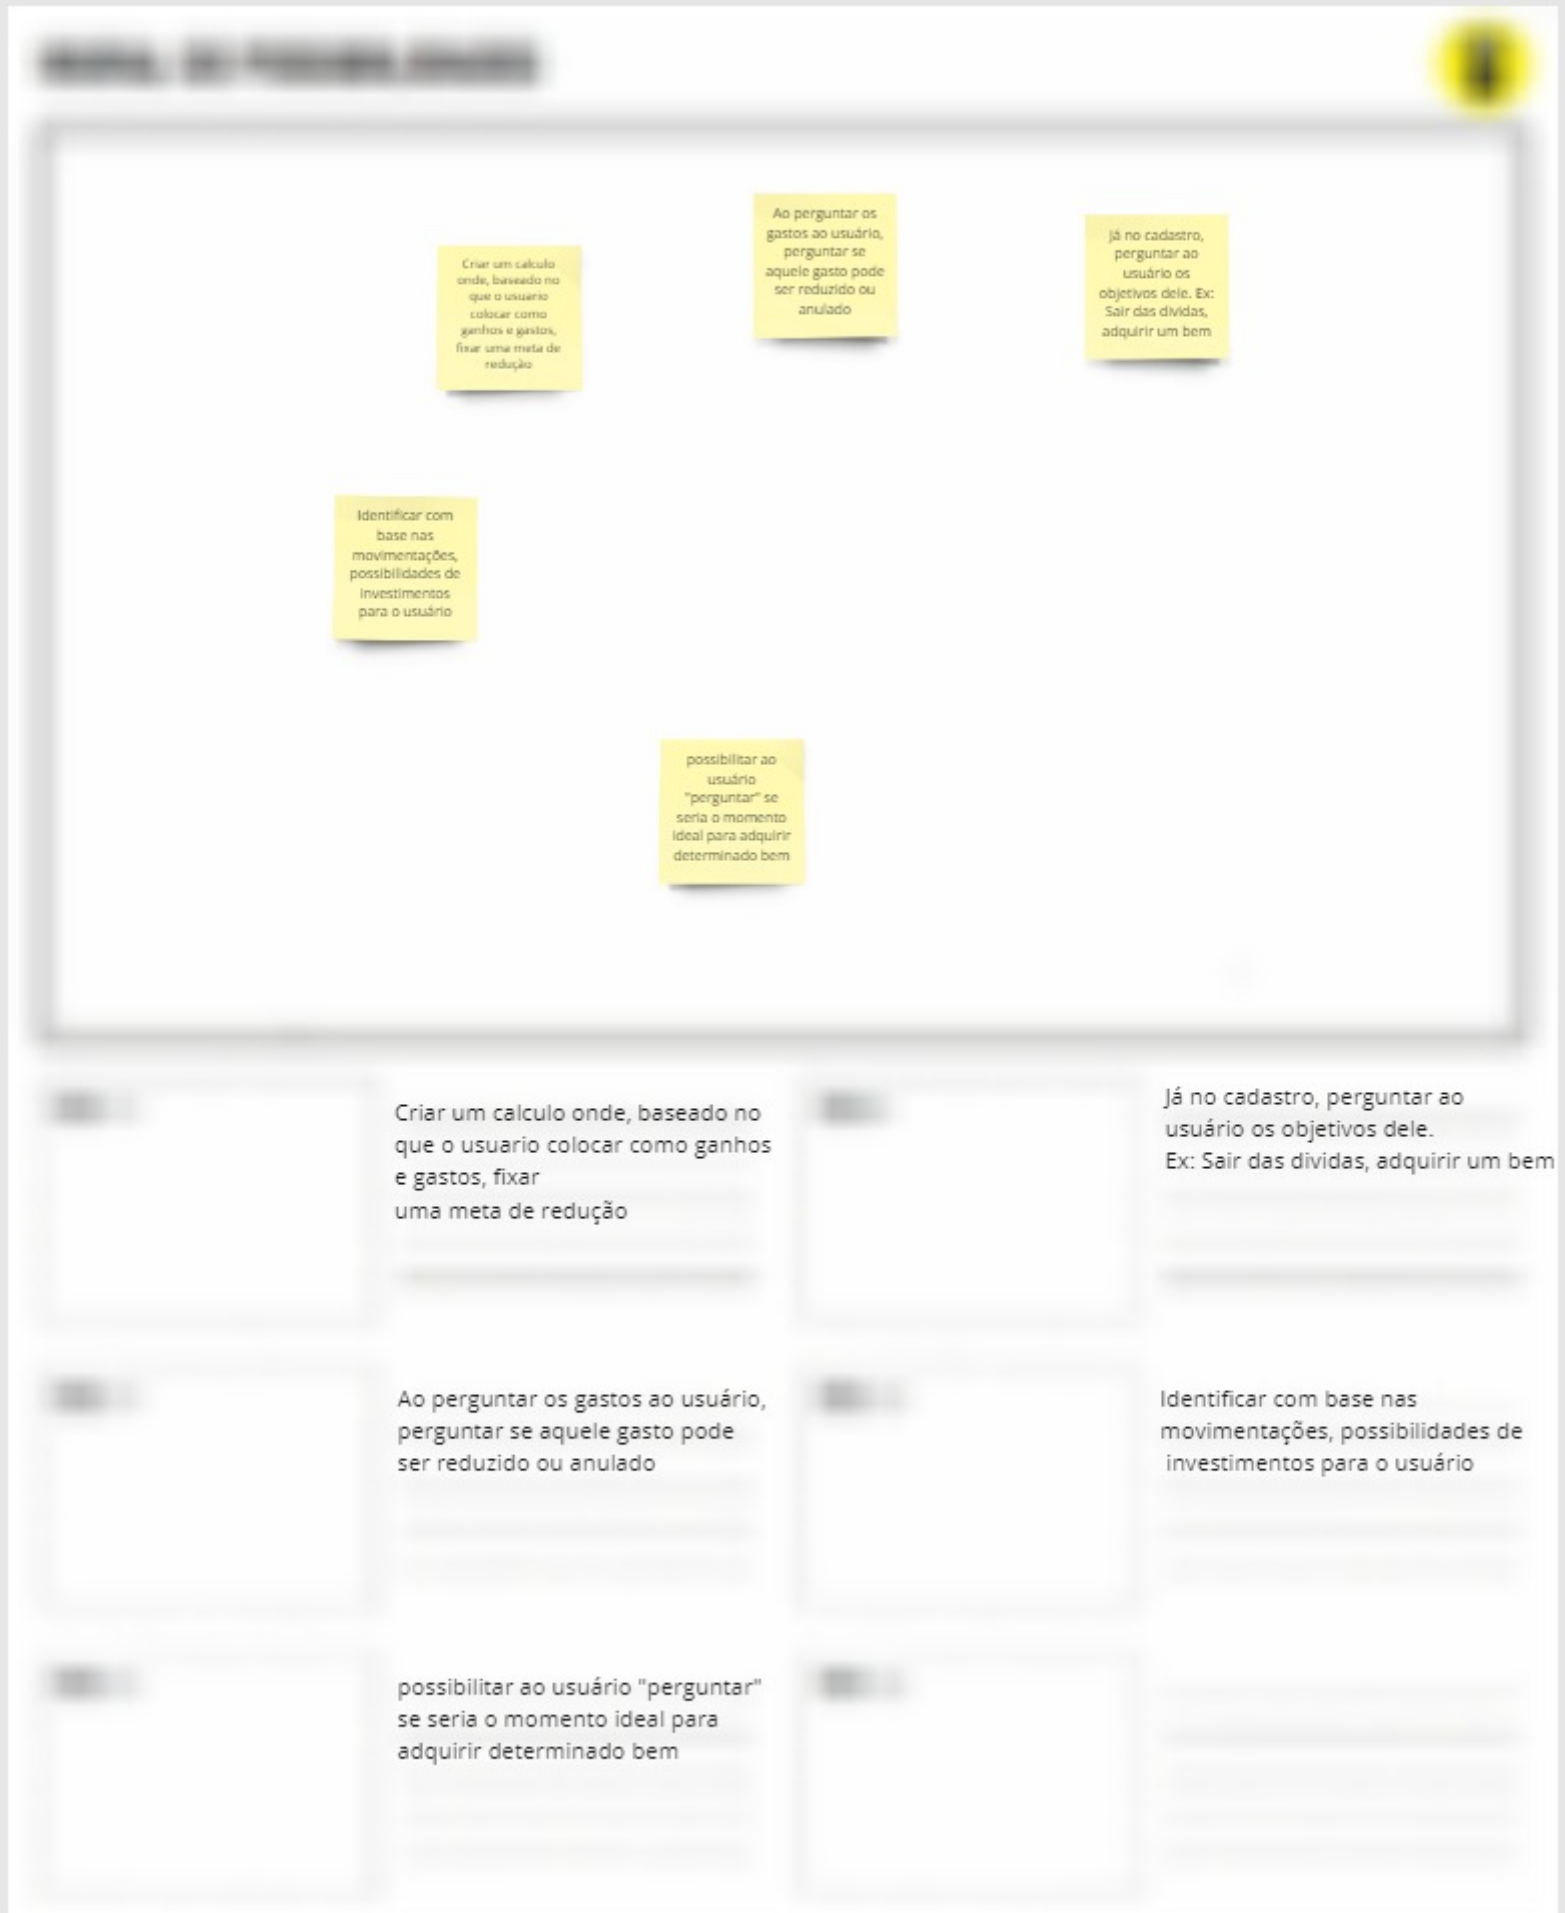 Criar um calculo
onde, baseado no
que o usuario
colocar como
ganhos e gastos,
fixar uma meta de
redução
Ao perguntar os
gastos ao usuário,
perguntar se
aquele gasto pode
ser reduzido ou
anulado
Já no cadastro,
perguntar ao
usuário os
objetivos dele. Ex:
Sair das dividas,
adquirir um bem
Identificar com
base nas
movimentações,
possibilidades de
investimentos
para o usuário
possibilitar ao
usuário
"perguntar" se
seria o momento
ideal para adquirir
determinado bem
Criar um calculo onde, baseado no
que o usuario colocar como ganhos
e gastos, fixar
uma meta de redução
Já no cadastro, perguntar ao
usuário os objetivos dele.
Ex: Sair das dividas, adquirir um bem
Ao perguntar os gastos ao usuário,
perguntar se aquele gasto pode
ser reduzido ou anulado
Identificar com base nas
movimentações, possibilidades de
investimentos para o usuário
possibilitar ao usuário "perguntar"
se seria o momento ideal para
adquirir determinado bem